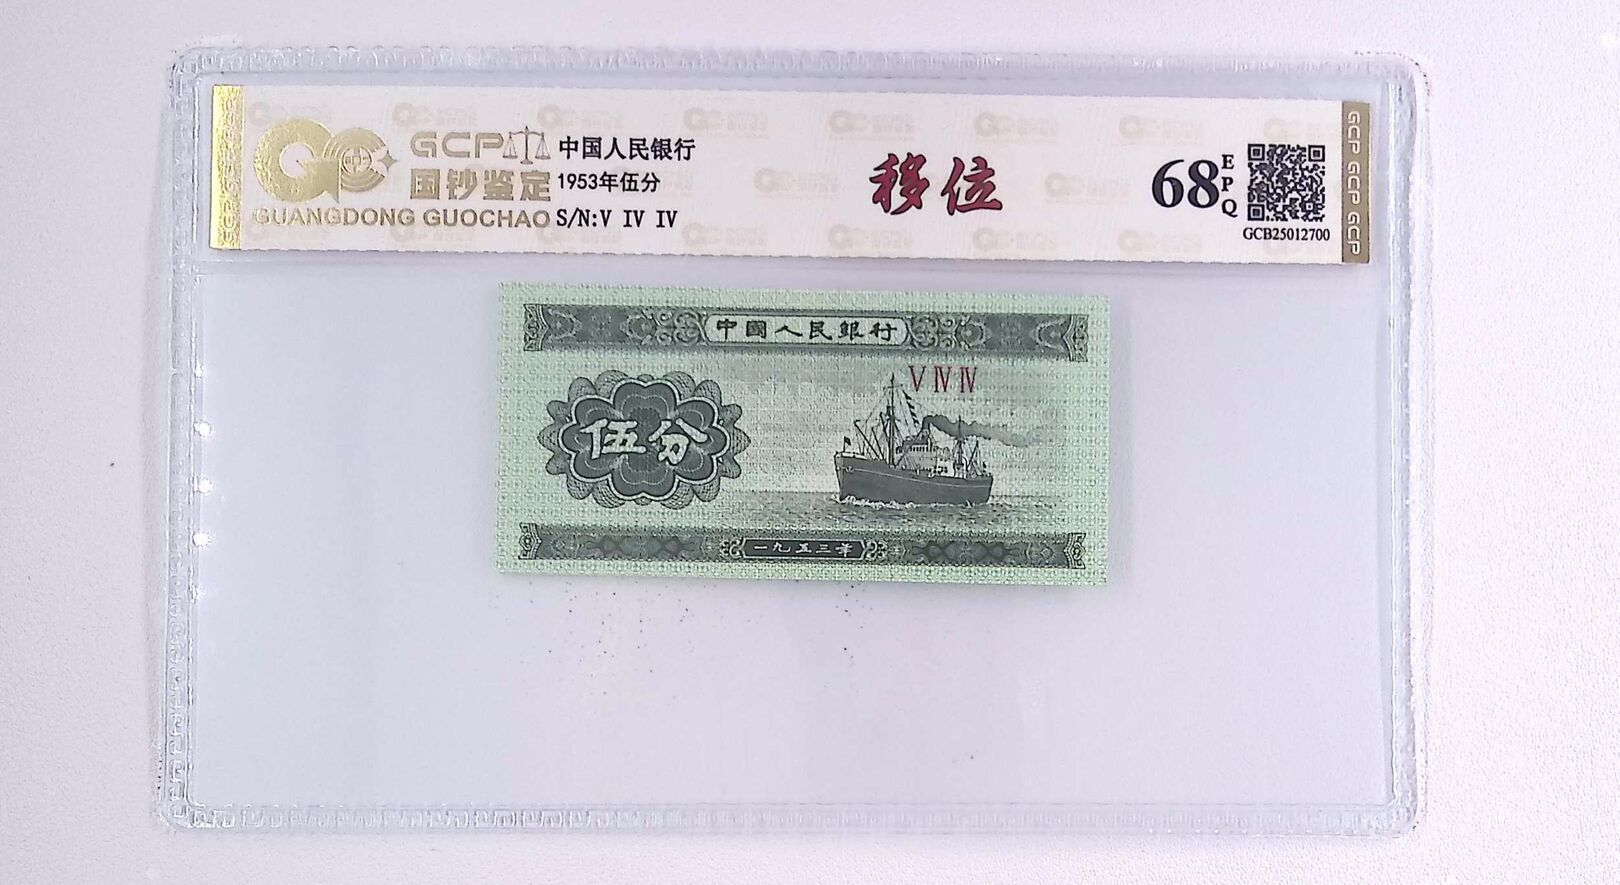 GCP
国钞鉴定
GUANGDONG GUOCHAO
中国人民银行
1953年伍分
S/N:V IV IV
移位
68
EPQ
GCB25012700
GCP GCP GCP
中國人民銀行
V IV IV
伍分
一九五三年